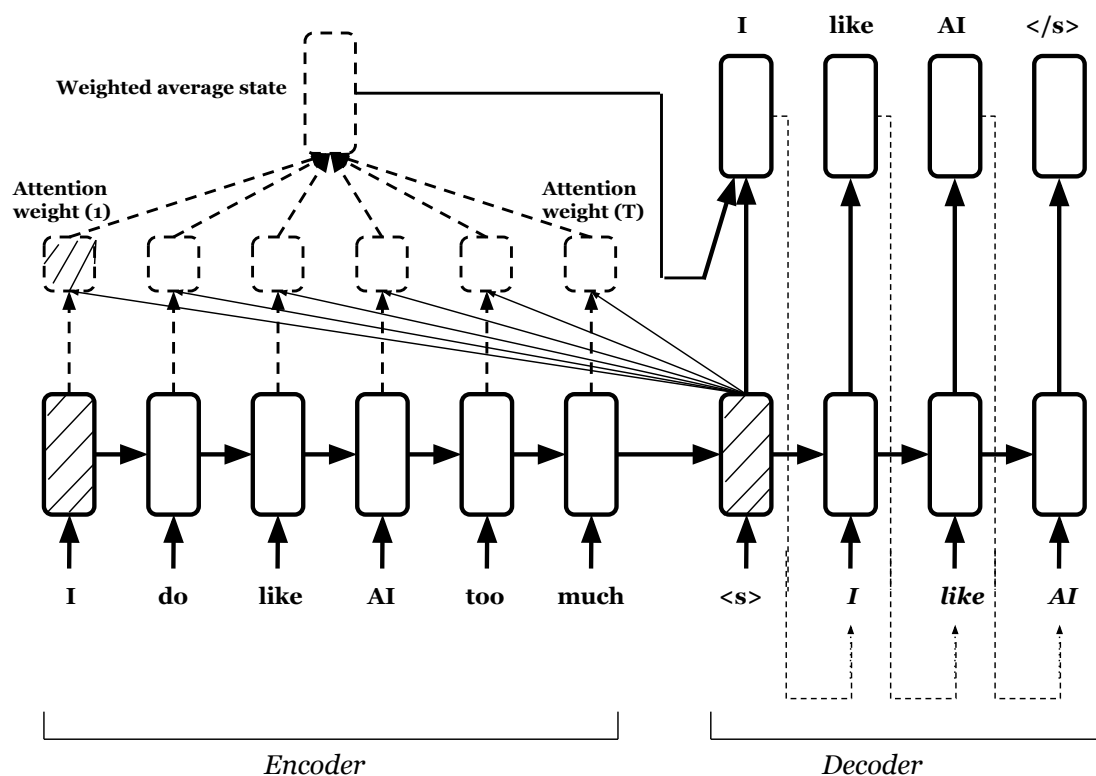 I like AI </s>
Weighted average state
Attention
weight (1)
Attention
weight (T)
I do like AI too much <s> I like AI
Encoder Decoder